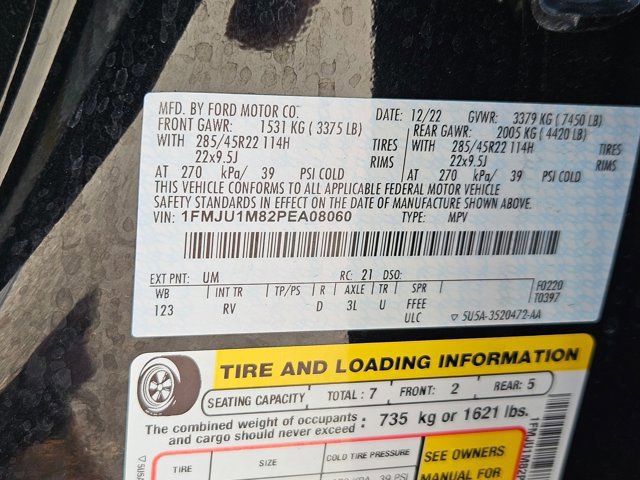 MFD. BY FORD MOTOR CO. DATE: 12/22 GVWR: 3379 KG (7450 LB)
FRONT GAWR: 1531 KG (3375 LB) REAR GAWR: 2005 KG (4420 LB)
WITH 285/45R22 114H TIRES WITH 285/45R22 114H TIRES
22x9.5J RIMS 22x9.5J RIMS
AT 270 kPa/ 39 PSI COLD AT 270 kPa/ 39 PSI COLD
THIS VEHICLE CONFORMS TO ALL APPLICABLE FEDERAL MOTOR VEHICLE
SAFETY STANDARDS IN EFFECT ON THE DATE OF MANUFACTURE SHOWN ABOVE.
VIN: 1FMJU1M82PEA08060 TYPE: MPV
EXT PNT: UM RC: 21 DSO:
WB INT TR TP/PS R AXLE TR SPR F0220
123 RV D 3L U FFEE T0397
ULC ▽ 5U5A-3520472-AA
TIRE AND LOADING INFORMATION
SEATING CAPACITY TOTAL : 7 FRONT: 2 REAR: 5
The combined weight of occupants and cargo should never exceed : 735 kg or 1621 lbs.
TIRE SIZE COLD TIRE PRESSURE
SEE OWNERS
MANUAL FOR